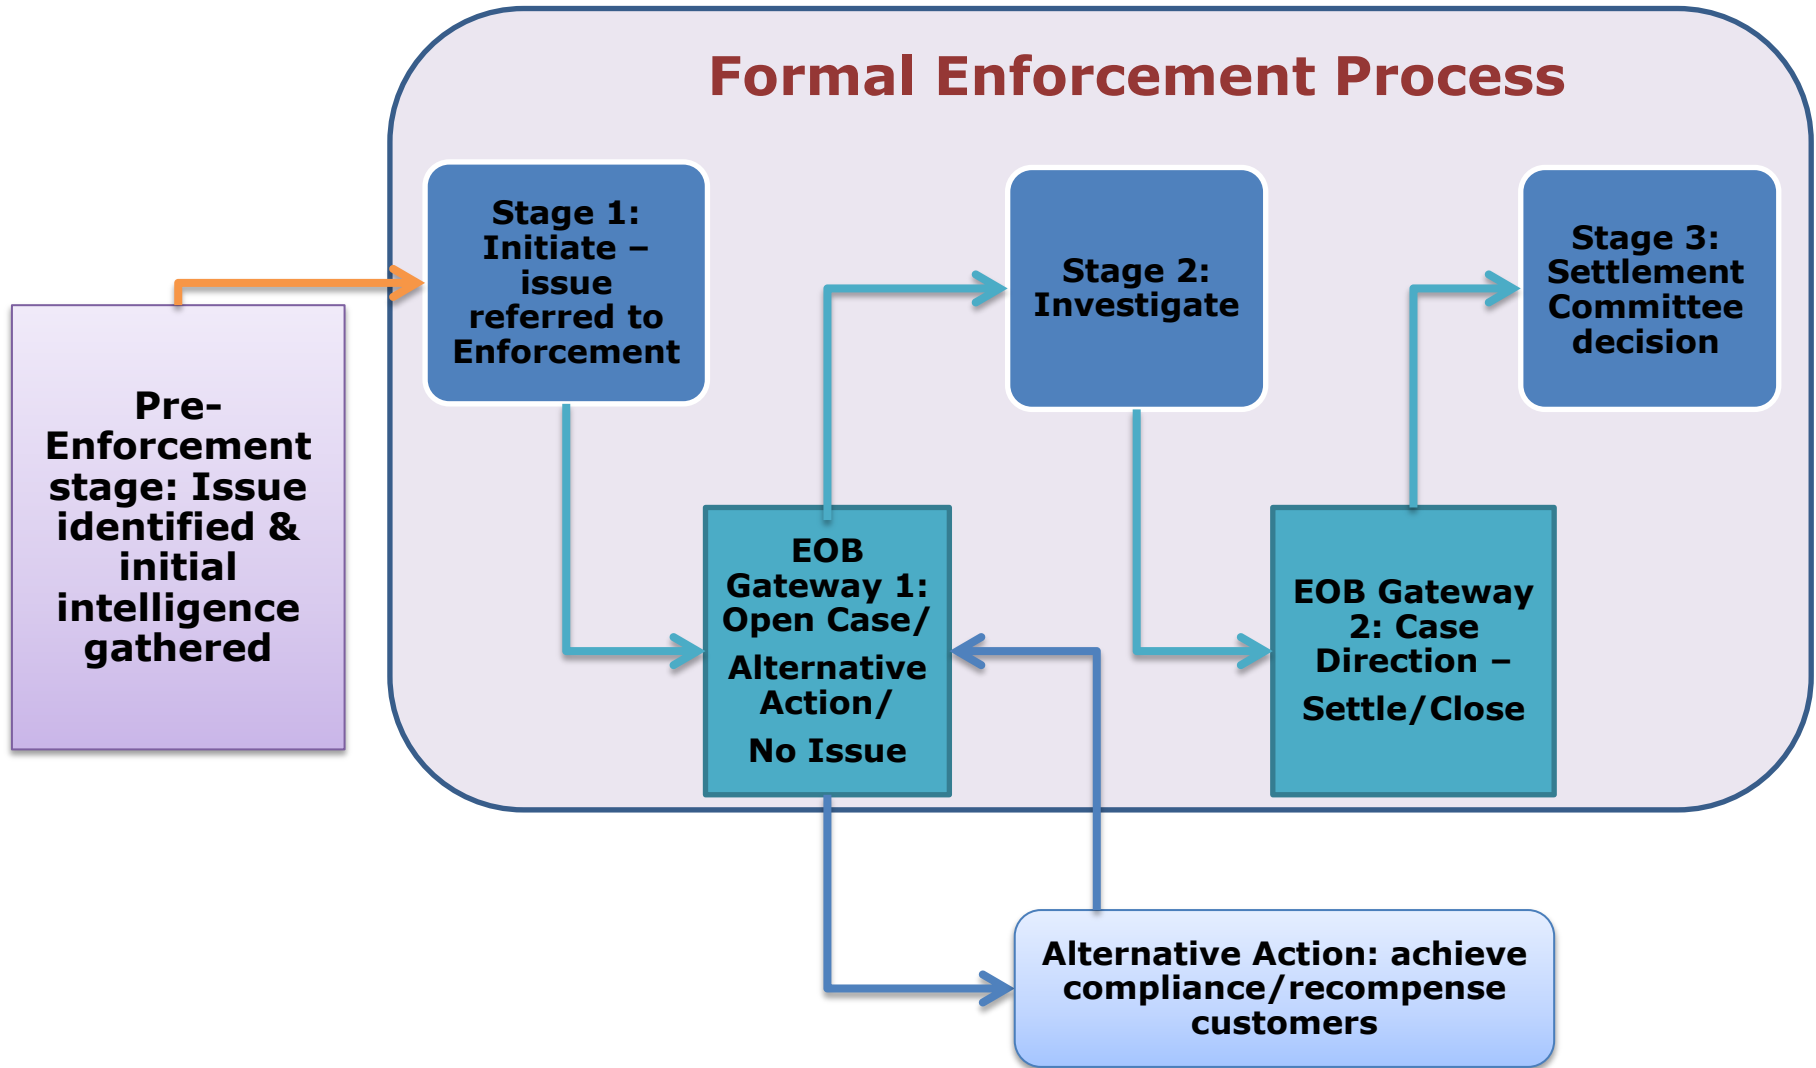 Formal Enforcement Process
Pre-
Enforcement
stage: Issue
identified &
initial
intelligence
gathered
Stage 1:
Initiate –
issue
referred to
Enforcement
EOB
Gateway 1:
Open Case/
Alternative
Action/
No Issue
Stage 2:
Investigate
EOB Gateway
2: Case
Direction –
Settle/Close
Stage 3:
Settlement
Committee
decision
Alternative Action: achieve
compliance/recompense
customers